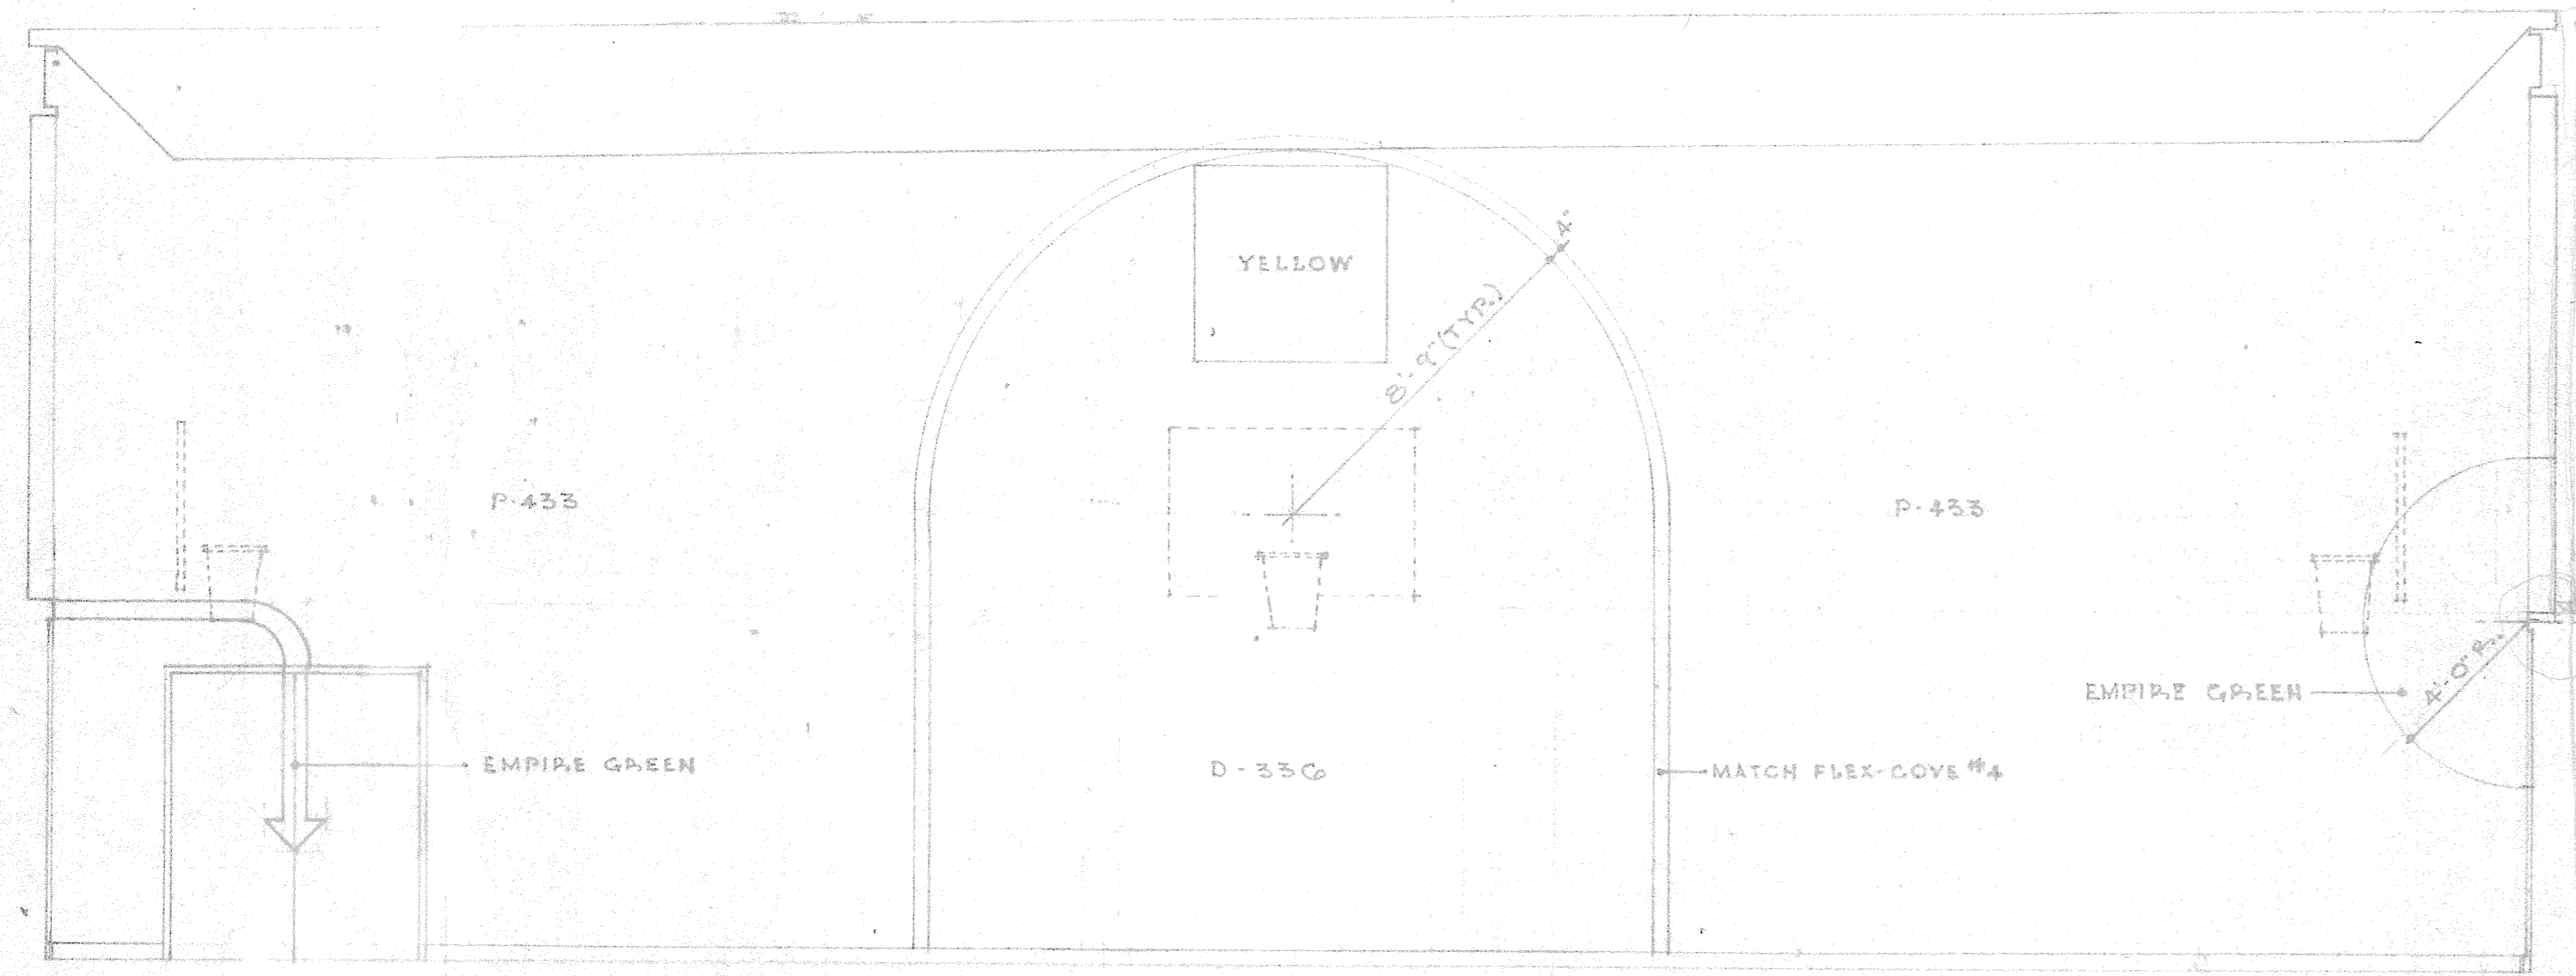 YELLOW
4"
8'-9" (TYP.)
P-433
P-433
EMPIRE GREEN
4'-0" R.
EMPIRE GREEN
D-336
MATCH FLEX-COVE #4